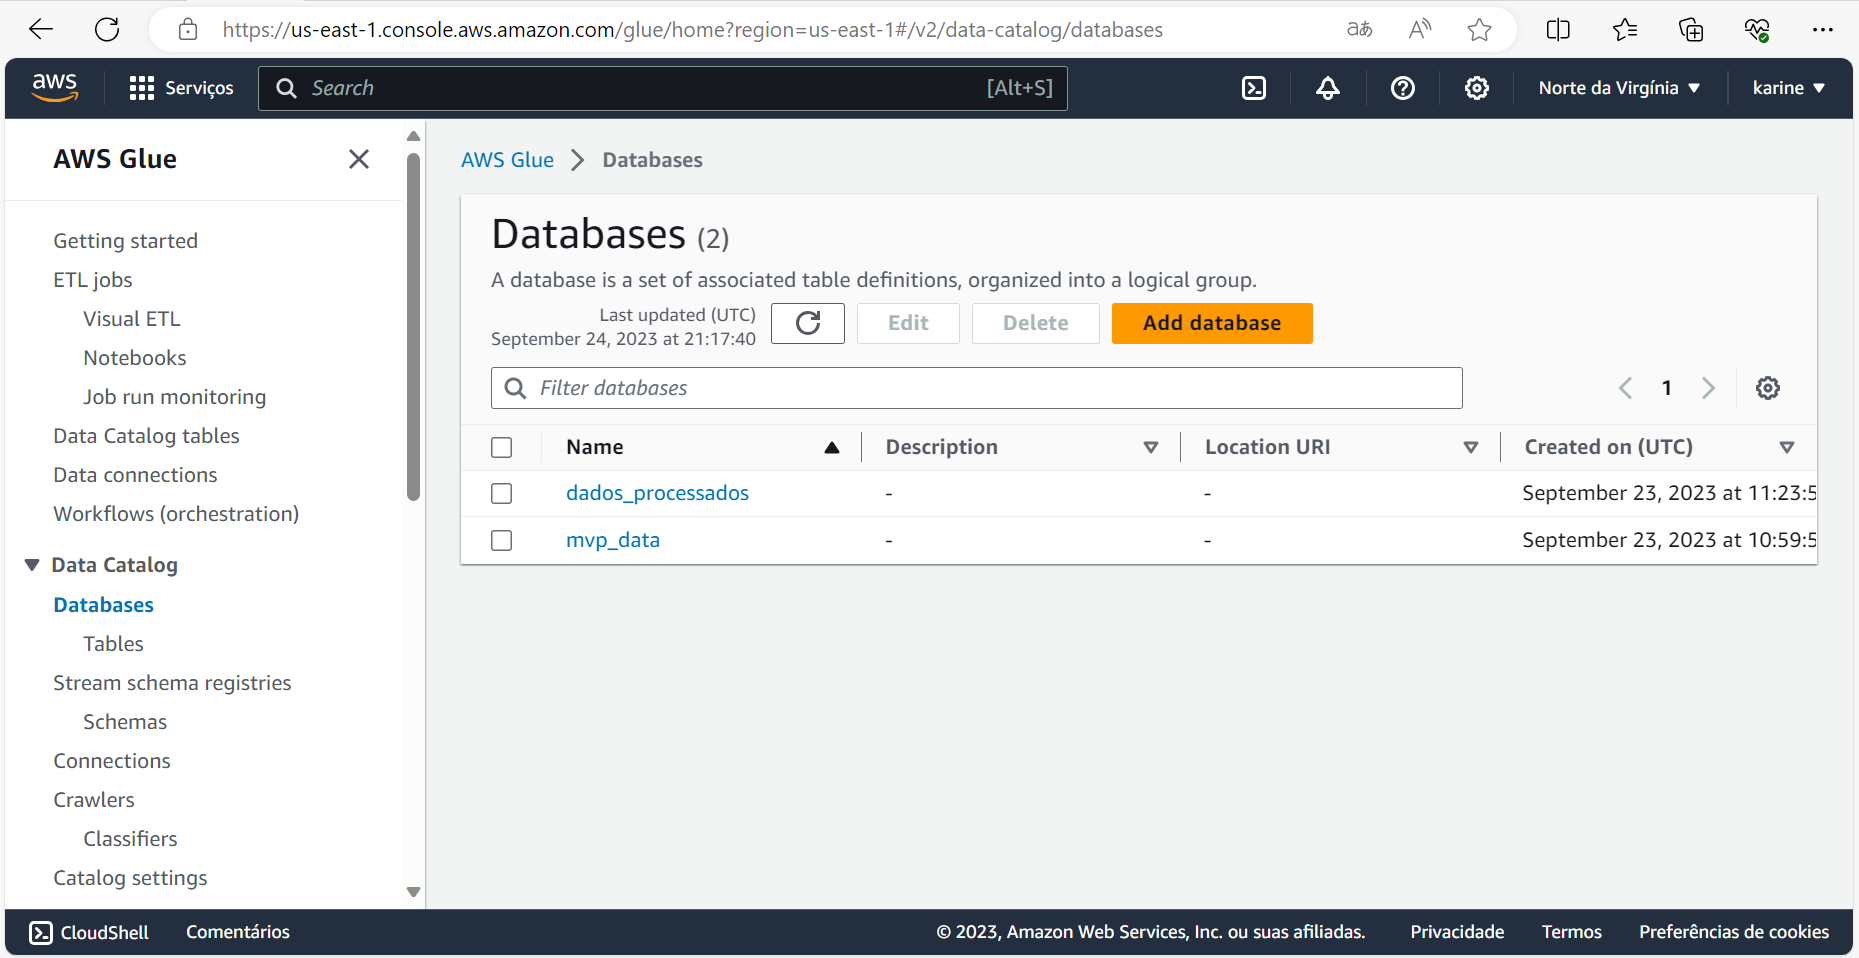 https://us-east-1.console.aws.amazon.com/glue/home?region=us-east-1#/v2/data-catalog/databases
aws
Serviços
Search
[Alt+S]
Norte da Virgínia
karine
AWS Glue
Getting started
ETL jobs
Visual ETL
Notebooks
Job run monitoring
Data Catalog tables
Data connections
Workflows (orchestration)
Data Catalog
Databases
Tables
Stream schema registries
Schemas
Connections
Crawlers
Classifiers
Catalog settings
AWS Glue > Databases
Databases (2)
A database is a set of associated table definitions, organized into a logical group.
Last updated (UTC)
September 24, 2023 at 21:17:40
Edit
Delete
Add database
Filter databases
1
Name Description Location URI Created on (UTC)
dados_processados - - September 23, 2023 at 11:23:5
mvp_data - - September 23, 2023 at 10:59:5
CloudShell Comentários © 2023, Amazon Web Services, Inc. ou suas afiliadas. Privacidade Termos Preferências de cookies